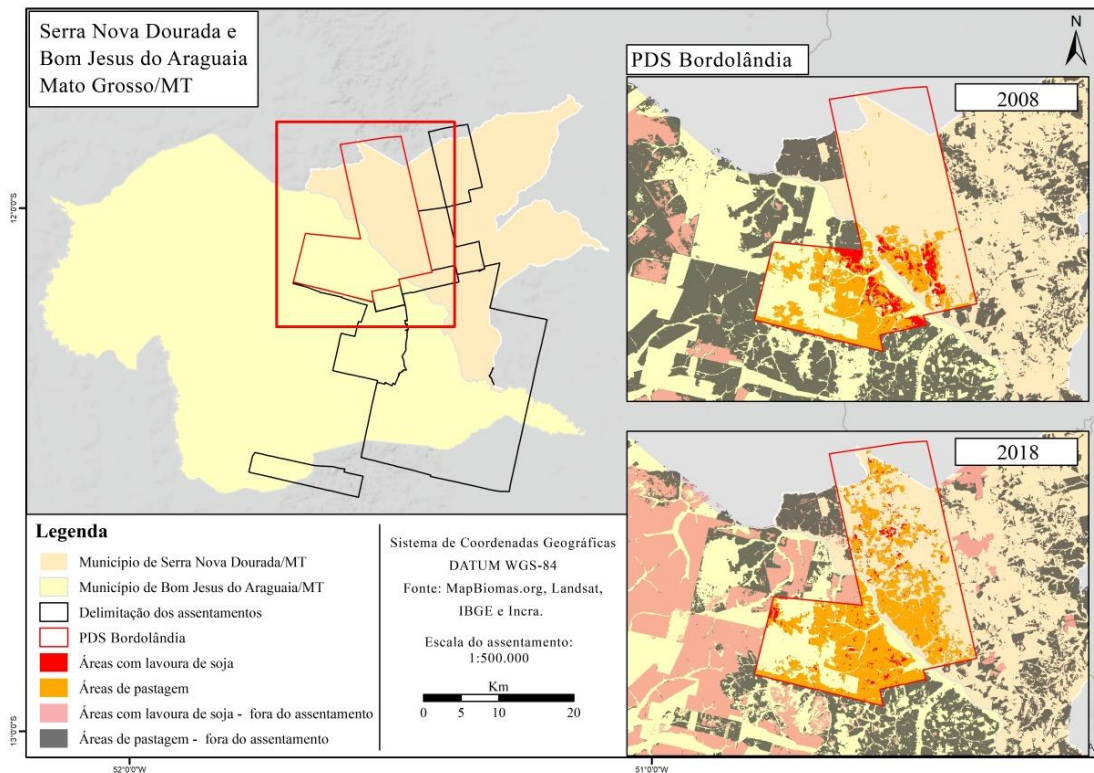 Serra Nova Dourada e
Bom Jesus do Araguaia
Mato Grosso/MT
N
PDS Bordolândia
2008
12°0'0"S
2018
Legenda
Município de Serra Nova Dourada/MT
Município de Bom Jesus do Araguaia/MT
Delimitação dos assentamentos
PDS Bordolândia
Áreas com lavoura de soja
Áreas de pastagem
Áreas com lavoura de soja - fora do assentamento
Áreas de pastagem - fora do assentamento
Sistema de Coordenadas Geográficas
DATUM WGS-84
Fonte: MapBiomas.org, Landsat,
IBGE e Incra.
Escala do assentamento:
1:500.000
Km
0 5 10 20
13°0'0"S
52°0'0"W
51°0'0"W